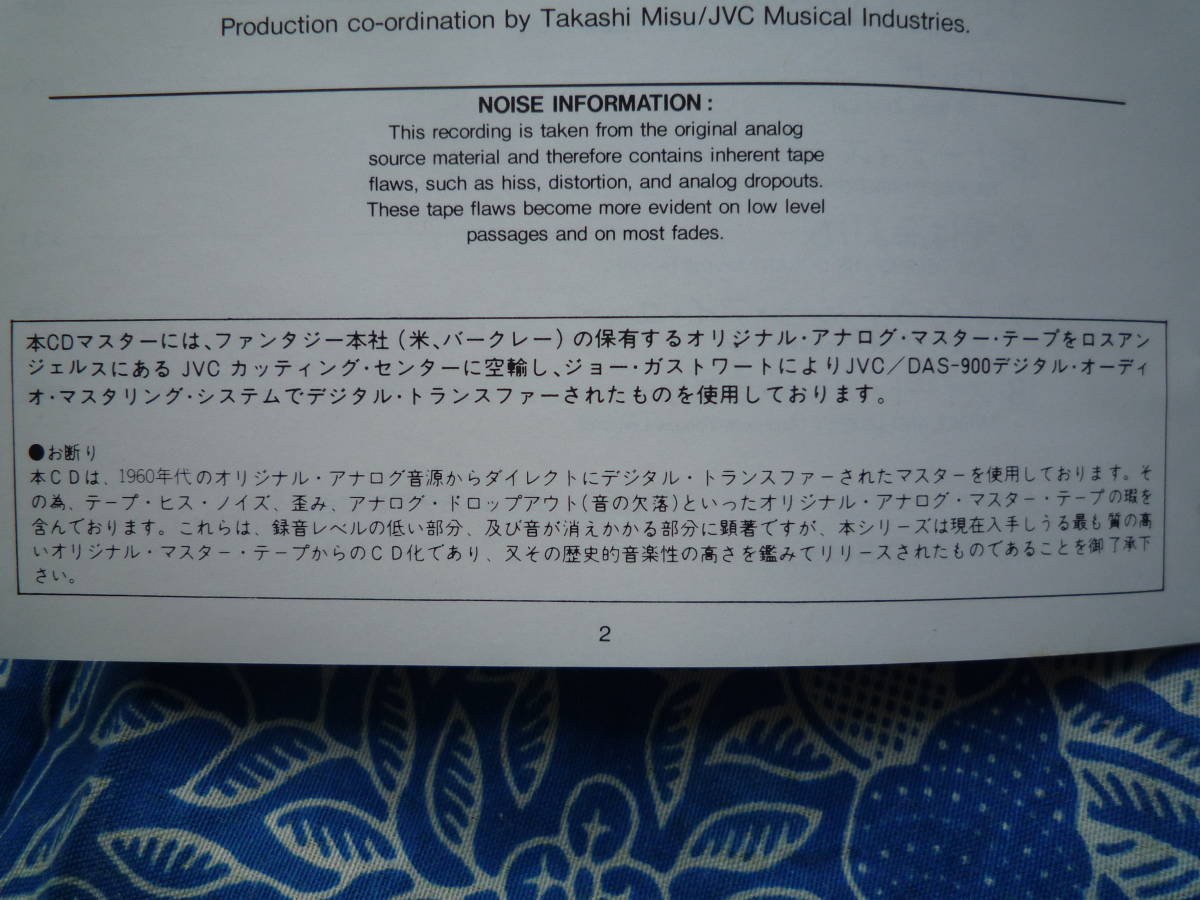 Production co-ordination by Takashi Misu/JVC Musical Industries.
NOISE INFORMATION :
This recording is taken from the original analog
source material and therefore contains inherent tape
flaws, such as hiss, distortion, and analog dropouts.
These tape flaws become more evident on low level
passages and on most fades.
本CDマスターには、ファンタジー本社(米、バークレー)の保有するオリジナル・アナログ・マスター・テープをロスアン
ジェルスにある JVC カッティング・センターに空輸し、ジョー・ガストワートによりJVC／DAS-900デジタル・オーディ
オ・マスタリング・システムでデジタル・トランスファーされたものを使用しております。
●お断り
本CDは、1960年代のオリジナル・アナログ音源からダイレクトにデジタル・トランスファーされたマスターを使用しております。そ
の為、テープ・ヒス・ノイズ、歪み、アナログ・ドロップアウト(音の欠落)といったオリジナル・アナログ・マスター・テープの瑕を
含んでおります。これらは、録音レベルの低い部分、及び音が消えかかる部分に顕著ですが、本シリーズは現在入手しうる最も質の高
いオリジナル・マスター・テープからのCD化であり、又その歴史的音楽性の高さを鑑みてリリースされたものであることを御了承下
さい。
2